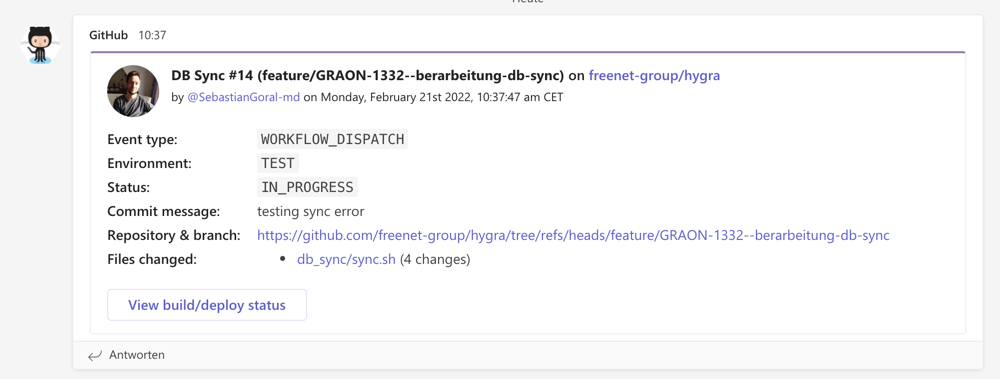 GitHub 10:37
DB Sync #14 (feature/GRAON-1332--berarbeitung-db-sync) on freenet-group/hygra
by @SebastianGoral-md on Monday, February 21st 2022, 10:37:47 am CET
Event type: WORKFLOW_DISPATCH
Environment: TEST
Status: IN_PROGRESS
Commit message: testing sync error
Repository & branch: https://github.com/freenet-group/hygra/tree/refs/heads/feature/GRAON-1332--berarbeitung-db-sync
Files changed: • db_sync/sync.sh (4 changes)
View build/deploy status
Antworten